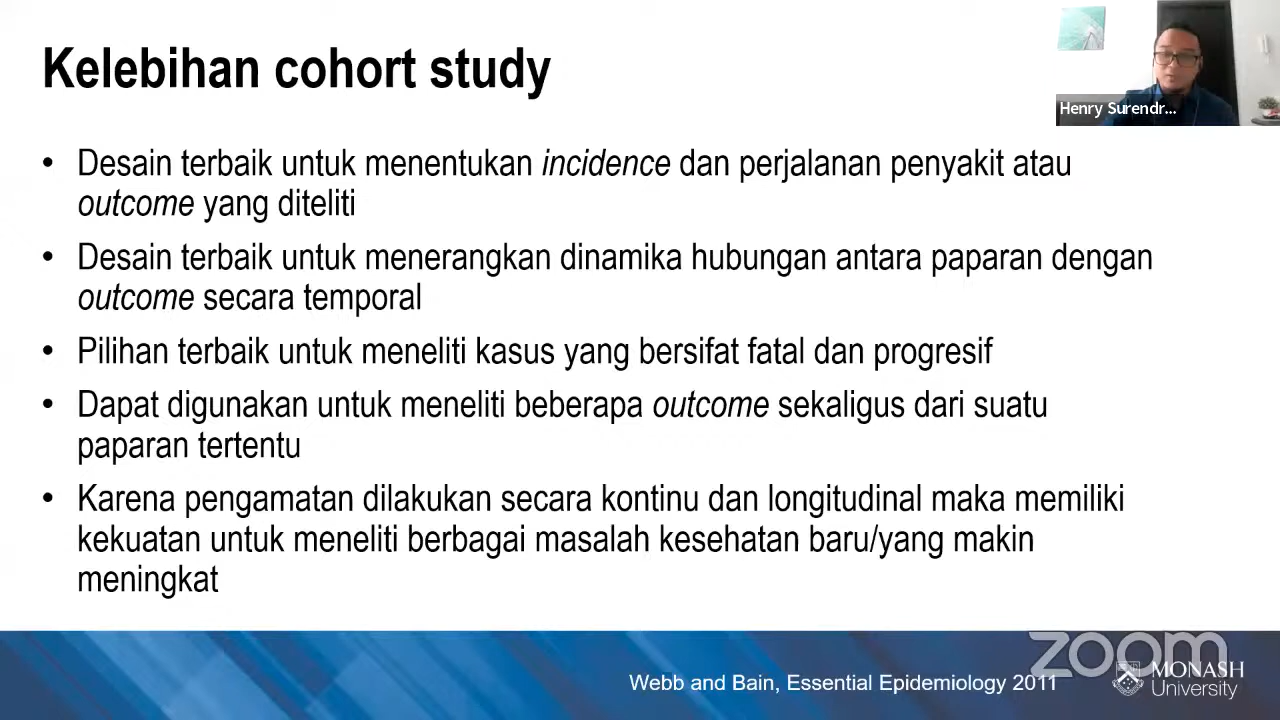 Kelebihan cohort study
Henry Surendr...
• Desain terbaik untuk menentukan incidence dan perjalanan penyakit atau
outcome yang diteliti
• Desain terbaik untuk menerangkan dinamika hubungan antara paparan dengan
outcome secara temporal
• Pilihan terbaik untuk meneliti kasus yang bersifat fatal dan progresif
• Dapat digunakan untuk meneliti beberapa outcome sekaligus dari suatu
paparan tertentu
• Karena pengamatan dilakukan secara kontinu dan longitudinal maka memiliki
kekuatan untuk meneliti berbagai masalah kesehatan baru/yang makin
meningkat
zoom
Webb and Bain, Essential Epidemiology 2011
MONASH
University